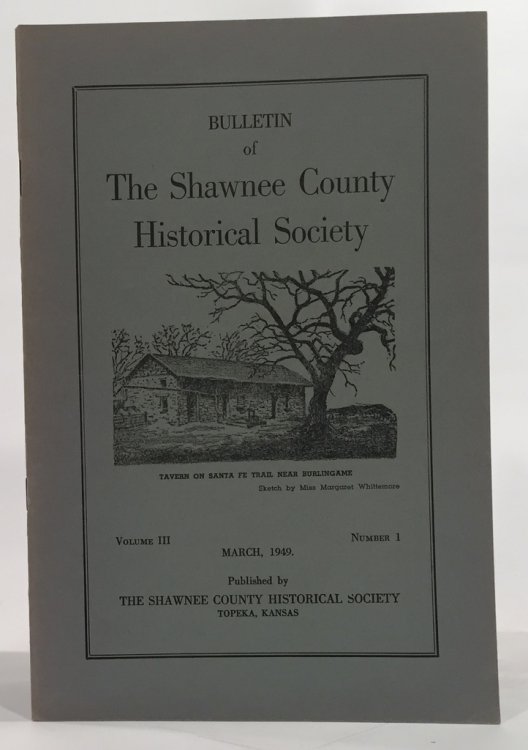 BULLETIN
of
The Shawnee County
Historical Society
TAVERN ON SANTA FE TRAIL NEAR BURLINGAME
Sketch by Miss Margaret Whittemore
VOLUME III
NUMBER 1
MARCH, 1949.
Published by
THE SHAWNEE COUNTY HISTORICAL SOCIETY
TOPEKA, KANSAS